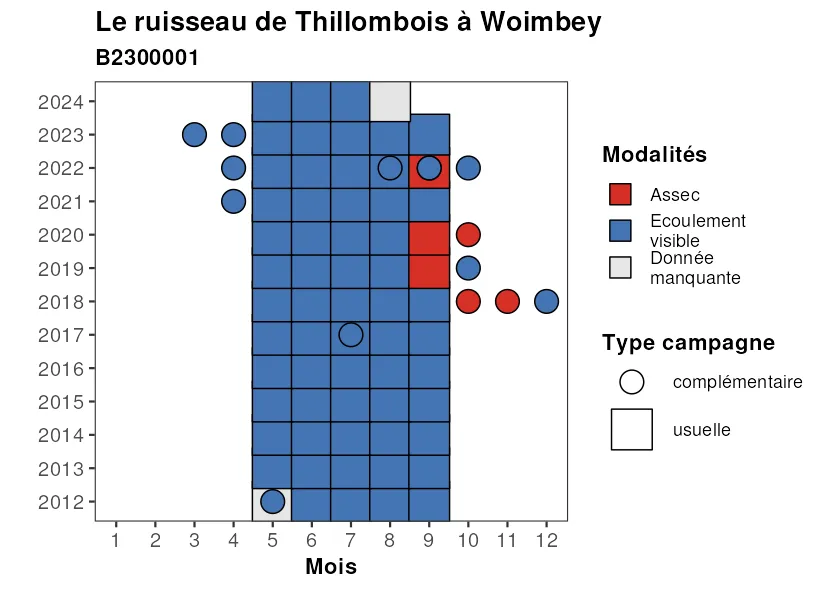 Le ruisseau de Thillombois à Woimbey
B2300001
2024
2023
2022
2021
2020
2019
2018
2017
2016
2015
2014
2013
2012
1 2 3 4 5 6 7 8 9 10 11 12
Mois
Modalités
Assec
Ecoulement
visible
Donnée
manquante
Type campagne
complémentaire
usuelle